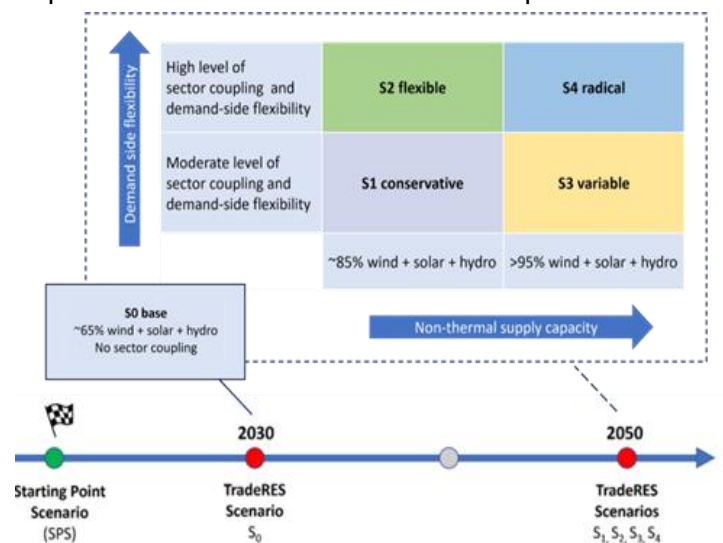 Demand side flexibility
High level of
sector coupling and
demand-side flexibility
S2 flexible
S4 radical
Moderate level of
sector coupling and
demand-side flexibility
S1 conservative
S3 variable
~85% wind + solar + hydro
>95% wind + solar + hydro
S0 base
~65% wind + solar + hydro
No sector coupling
Non-thermal supply capacity
2030
2050
Starting Point
Scenario
(SPS)
TradeRES
Scenario
S0
TradeRES
Scenarios
S1, S2, S3, S4